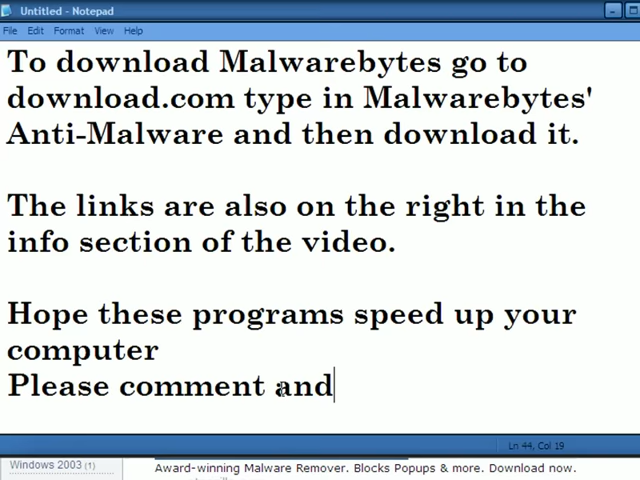 Untitled - Notepad
File Edit Format View Help
To download Malwarebytes go to
download.com type in Malwarebytes'
Anti-Malware and then download it.
The links are also on the right in the
info section of the video.
Hope these programs speed up your
computer
Please comment and
Ln 44, Col 19
Windows 2003 (1)
Award-winning Malware Remover. Blocks Popups & more. Download now.